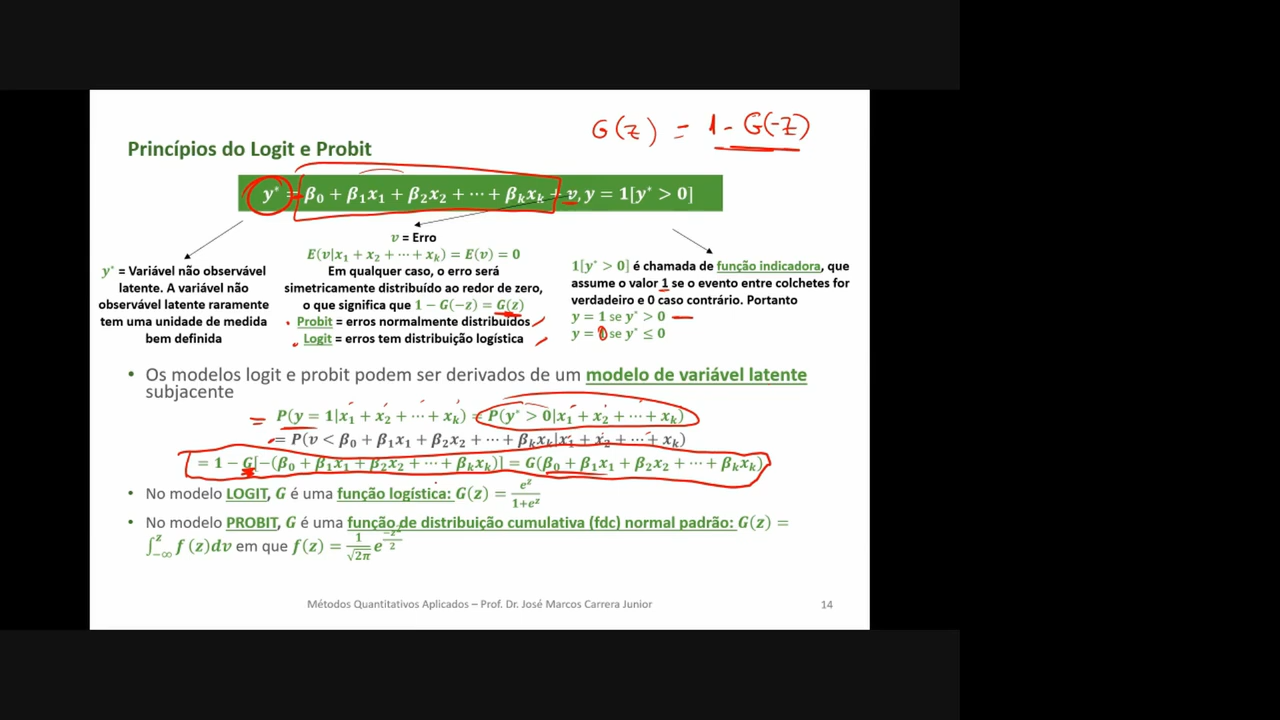 G(z) = 1 - G(-z)
Princípios do Logit e Probit
y* = β₀ + β₁x₁ + β₂x₂ + ⋯ + βₖxₖ + v, y = 1[y* > 0]
y* = Variável não observável
latente. A variável não
observável latente raramente
tem uma unidade de medida
bem definida
v = Erro
E(v|x₁ + x₂ + ⋯ + xₖ) = E(v) = 0
Em qualquer caso, o erro será
simetricamente distribuído ao redor de zero,
o que significa que 1 − G(−z) = G(z)
Probit = erros normalmente distribuídos
Logit = erros tem distribuição logística
1[y* > 0] é chamada de função indicadora, que
assume o valor 1 se o evento entre colchetes for
verdadeiro e 0 caso contrário. Portanto
y = 1 se y* > 0
y = 0 se y* ≤ 0
• Os modelos logit e probit podem ser derivados de um modelo de variável latente
subjacente
P(y = 1|x₁ + x₂ + ⋯ + xₖ) = P(y* > 0|x₁ + x₂ + ⋯ + xₖ)
= P(v < β₀ + β₁x₁ + β₂x₂ + ⋯ + βₖxₖ|x₁ + x₂ + ⋯ + xₖ)
= 1 − G[−(β₀ + β₁x₁ + β₂x₂ + ⋯ + βₖxₖ)] = G(β₀ + β₁x₁ + β₂x₂ + ⋯ + βₖxₖ)
• No modelo LOGIT, G é uma função logística: G(z) = e^z/(1+e^z)
• No modelo PROBIT, G é uma função de distribuição cumulativa (fdc) normal padrão: G(z) =
∫_{−∞}^{z} f(z)dv em que f(z) = 1/√2π e^{−z²/2}
Métodos Quantitativos Aplicados – Prof. Dr. José Marcos Carrera Junior 14